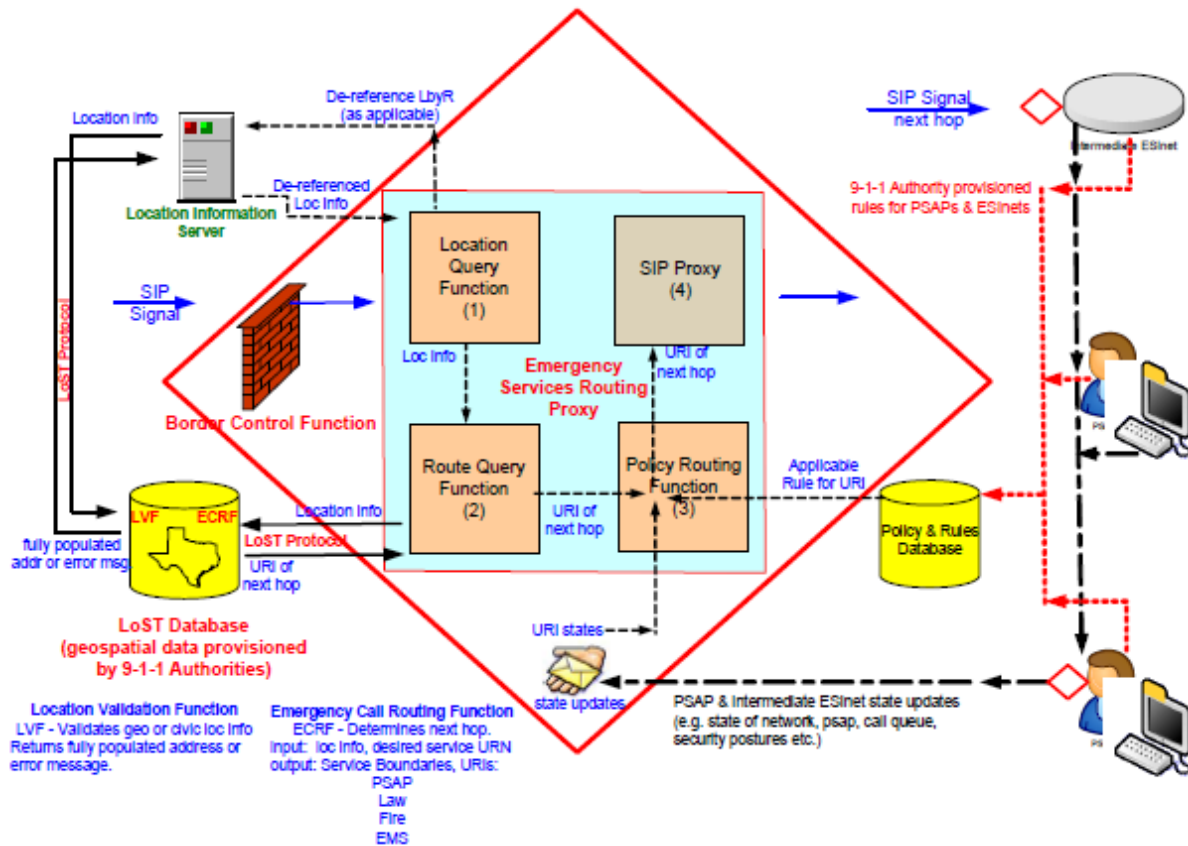 De-reference LbyR
(as applicable)
Location Info
SIP Signal
next hop
Intermediate ESInet
De-referenced
Loc Info
Location Information
Server
9-1-1 Authority provisioned
rules for PSAPs & ESInets
Location
Query
Function
(1)
SIP Proxy
(4)
SIP
Signal
LoST Protocol
Loc Info
URI of
next hop
Emergency
Services Routing
Proxy
Border Control Function
Route Query
Function
(2)
Policy Routing
Function
(3)
Applicable
Rule for URI
LVF
ECRF
Location Info
URI of
next hop
LoST Protocol
fully populated
addr or error msg.
URI of
next hop
Policy & Rules
Database
LoST Database
(geospatial data provisioned
by 9-1-1 Authorities)
URI states
state updates
PSAP & Intermediate ESInet state updates
(e.g. state of network, psap, call queue,
security postures etc.)
Location Validation Function
LVF - Validates geo or civic loc info
Returns fully populated address or
error message.
Emergency Call Routing Function
ECRF - Determines next hop.
Input: loc info, desired service URN
output: Service Boundaries, URIs:
PSAP
Law
Fire
EMS